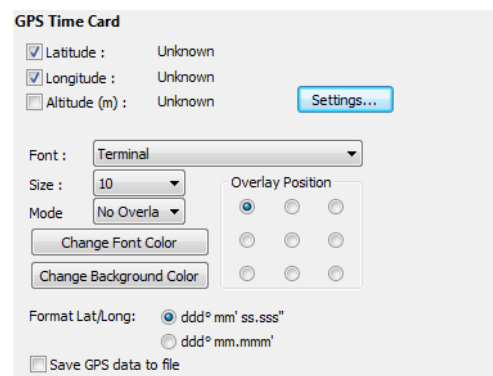 GPS Time Card
Latitude : Unknown
Longitude : Unknown
Altitude (m) : Unknown Settings...
Font : Terminal
Size : 10 Overlay Position
Mode No Overla
Change Font Color
Change Background Color
Format Lat/Long: ddd° mm' ss.sss"
ddd° mm.mmm'
Save GPS data to file